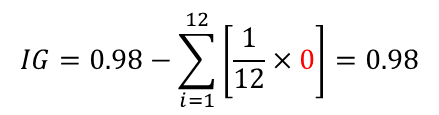 IG = 0.98 − ∑_{i=1}^{12} [1/12 × 0] = 0.98